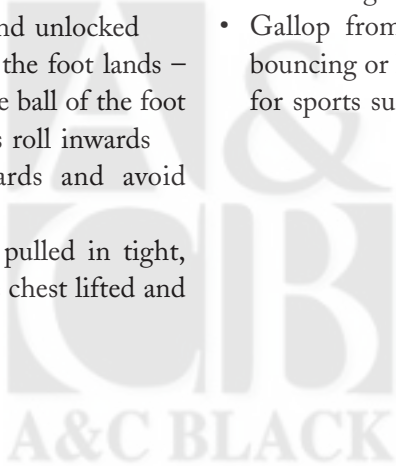 nd unlocked
the foot lands –
e ball of the foot
s roll inwards
ards and avoid
pulled in tight,
chest lifted and
• Gallop from
bouncing or
for sports su
A&
CB
A&C BLACK